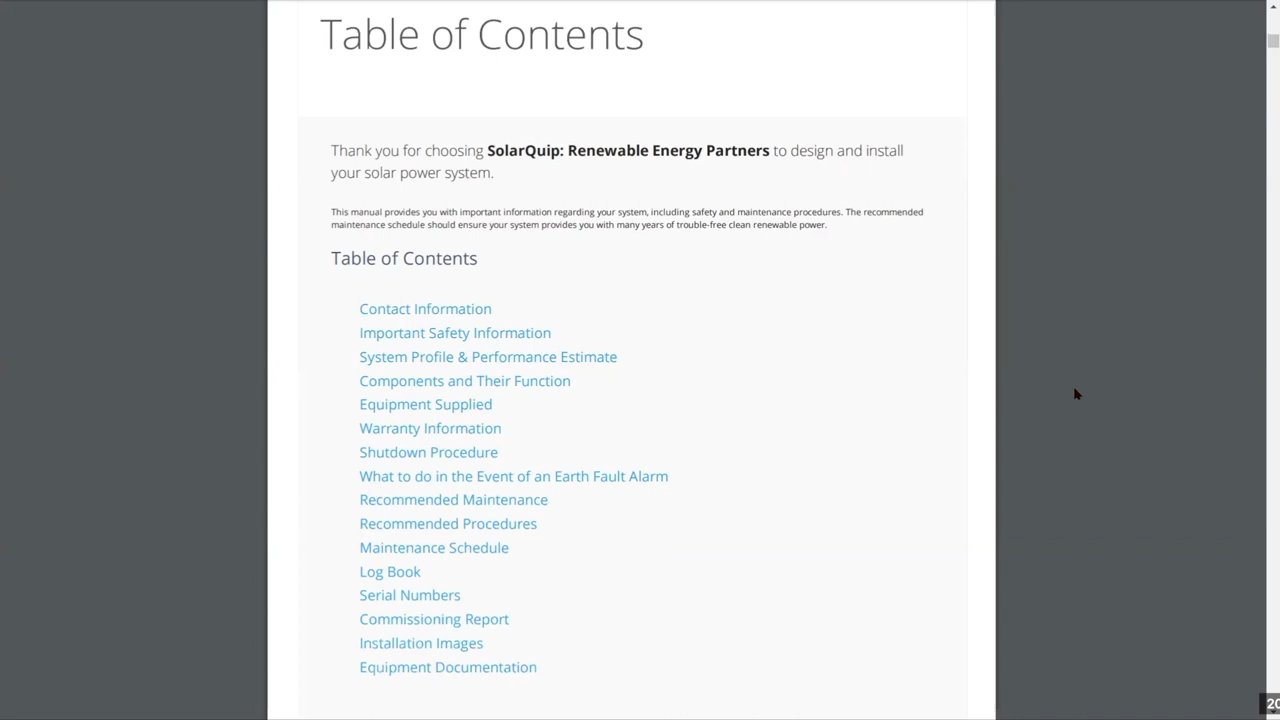 Table of Contents
Thank you for choosing SolarQuip: Renewable Energy Partners to design and install
your solar power system.
This manual provides you with important information regarding your system, including safety and maintenance procedures. The recommended
maintenance schedule should ensure your system provides you with many years of trouble-free clean renewable power.
Table of Contents
Contact Information
Important Safety Information
System Profile & Performance Estimate
Components and Their Function
Equipment Supplied
Warranty Information
Shutdown Procedure
What to do in the Event of an Earth Fault Alarm
Recommended Maintenance
Recommended Procedures
Maintenance Schedule
Log Book
Serial Numbers
Commissioning Report
Installation Images
Equipment Documentation
20